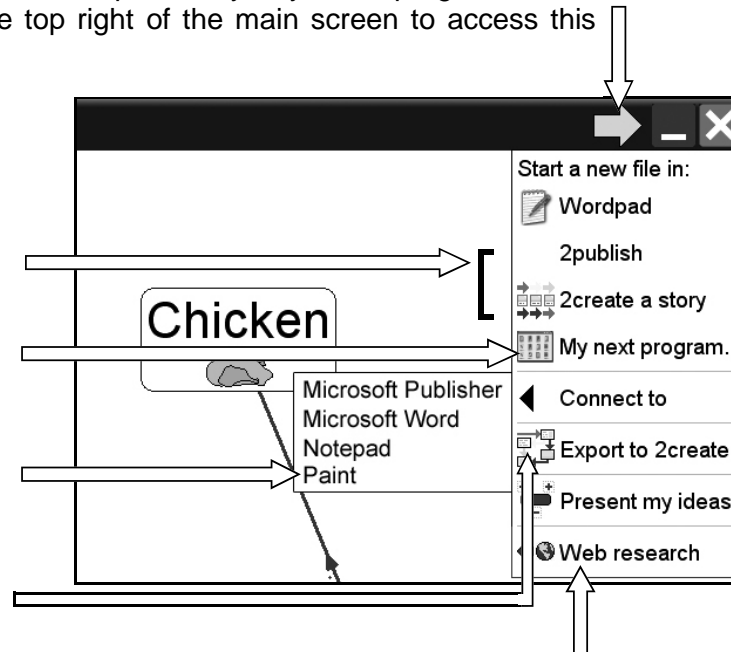 e top right of the main screen to access this
Start a new file in:
Wordpad
2publish
2create a story
My next program.
Connect to
Export to 2create
Present my ideas
Web research
Chicken
Microsoft Publisher
Microsoft Word
Notepad
Paint